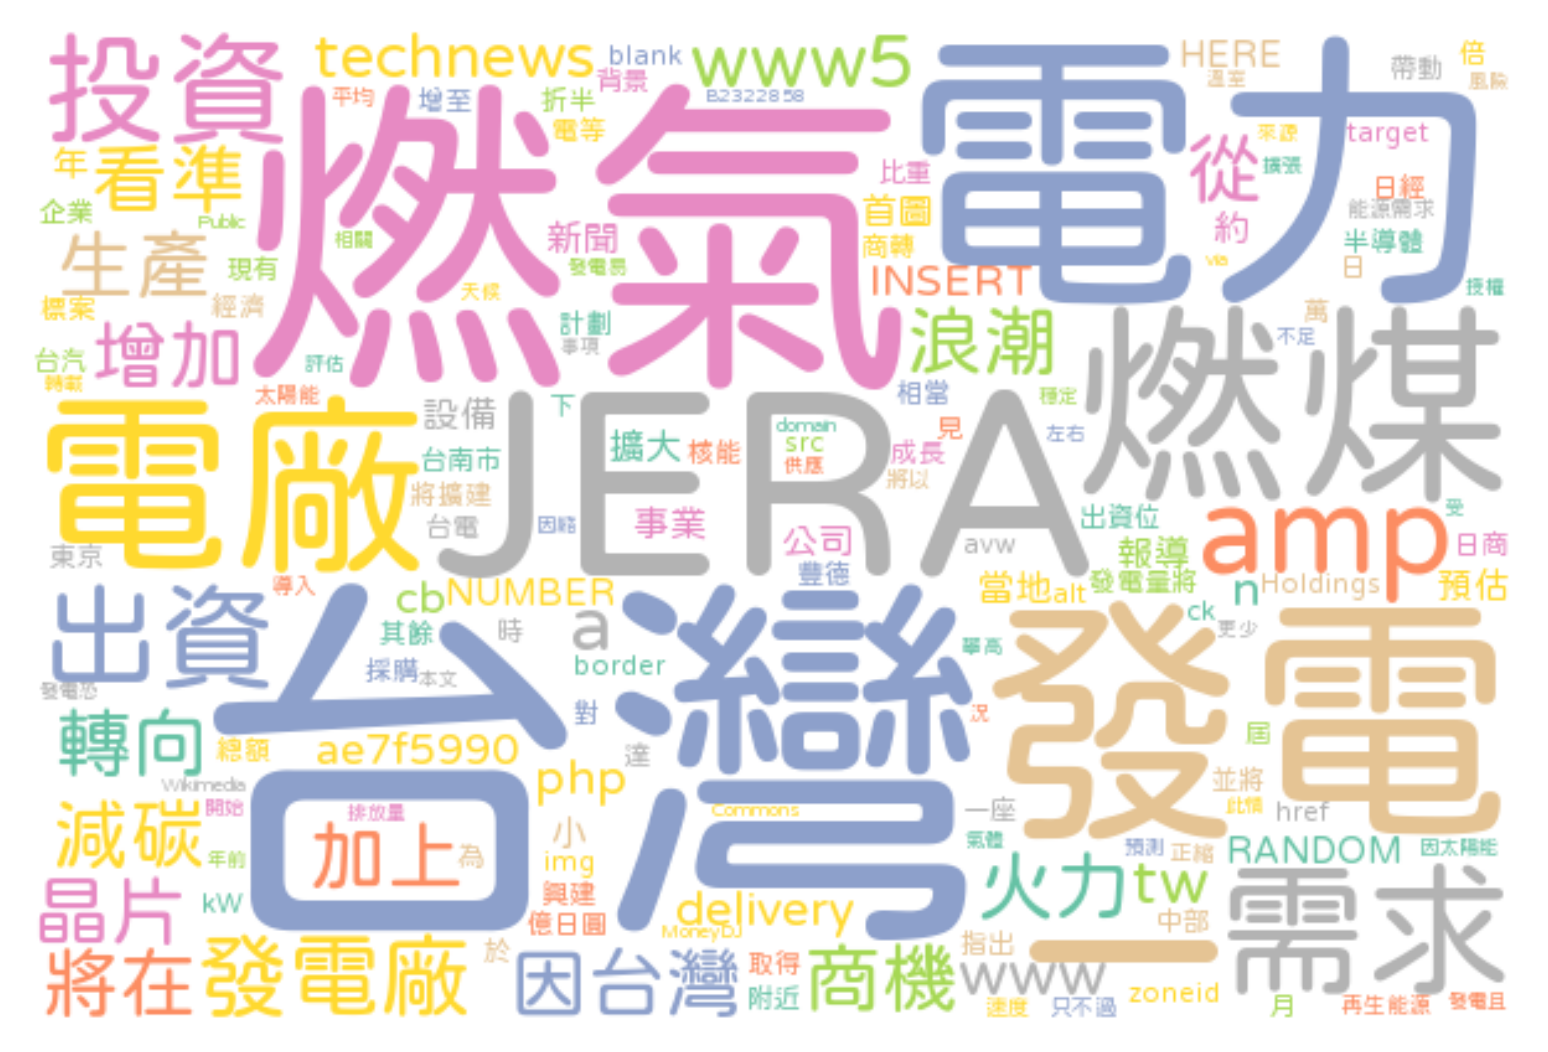 投資
technews
blank
www5
電力
HERE
帶動
倍
溫室
風險
背景
平均
增至
折半
B2322858
電等
燃氣
從
target
來源
擴張
年
看準
比重
日經
企業
Public
首圖
能源需求
約
半導體
相關
新聞
商轉
生產
現有
發電易
INSERT
via
日
授權
天候
標案
經濟
計劃
浪潮
萬
不足
增加
事項
台汽
轉載
評估
燃煤
太陽能
相當
穩定
電廠
設備
下
JERA
擴大
核能
domain
src
供應
見
成長
左右
台南市
將擴建
將以
台電
因縮
事業
公司
出資位
amp
受
avw
報導
日商
東京
豐德
導入
cb
NUMBER
當地
alt
發電量將
n
Holdings
預估
出資
台灣
其餘
時
a
ck
更少
發電
採購
本文
border
攀高
發電恐
對
況
轉向
總額
ae7f5990
達
屆
php
Wikimedia
並將
減碳
開始
排放量
Commons
一座
此情
href
加上
為
小
氣體
年前
img
預測
正縮
RANDOM
因太陽能
晶片
kW
興建
火力
tw
需求
億日圓
delivery
MoneyDJ
中部
將在
發電廠
於
因台灣
取得
商機
指出
一
www
附近
速度
只不過
zoneid
月
再生能源
發電且